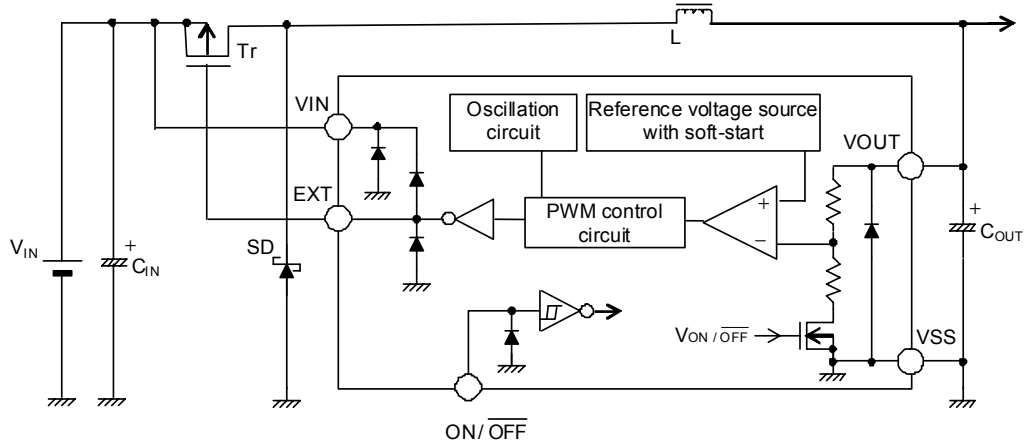 L
Tr
VIN
Oscillation
circuit
Reference voltage source
with soft-start
VOUT
EXT
PWM control
circuit
+
−
VIN
+
CIN
SD
+
COUT
VON / OFF
VSS
ON / OFF